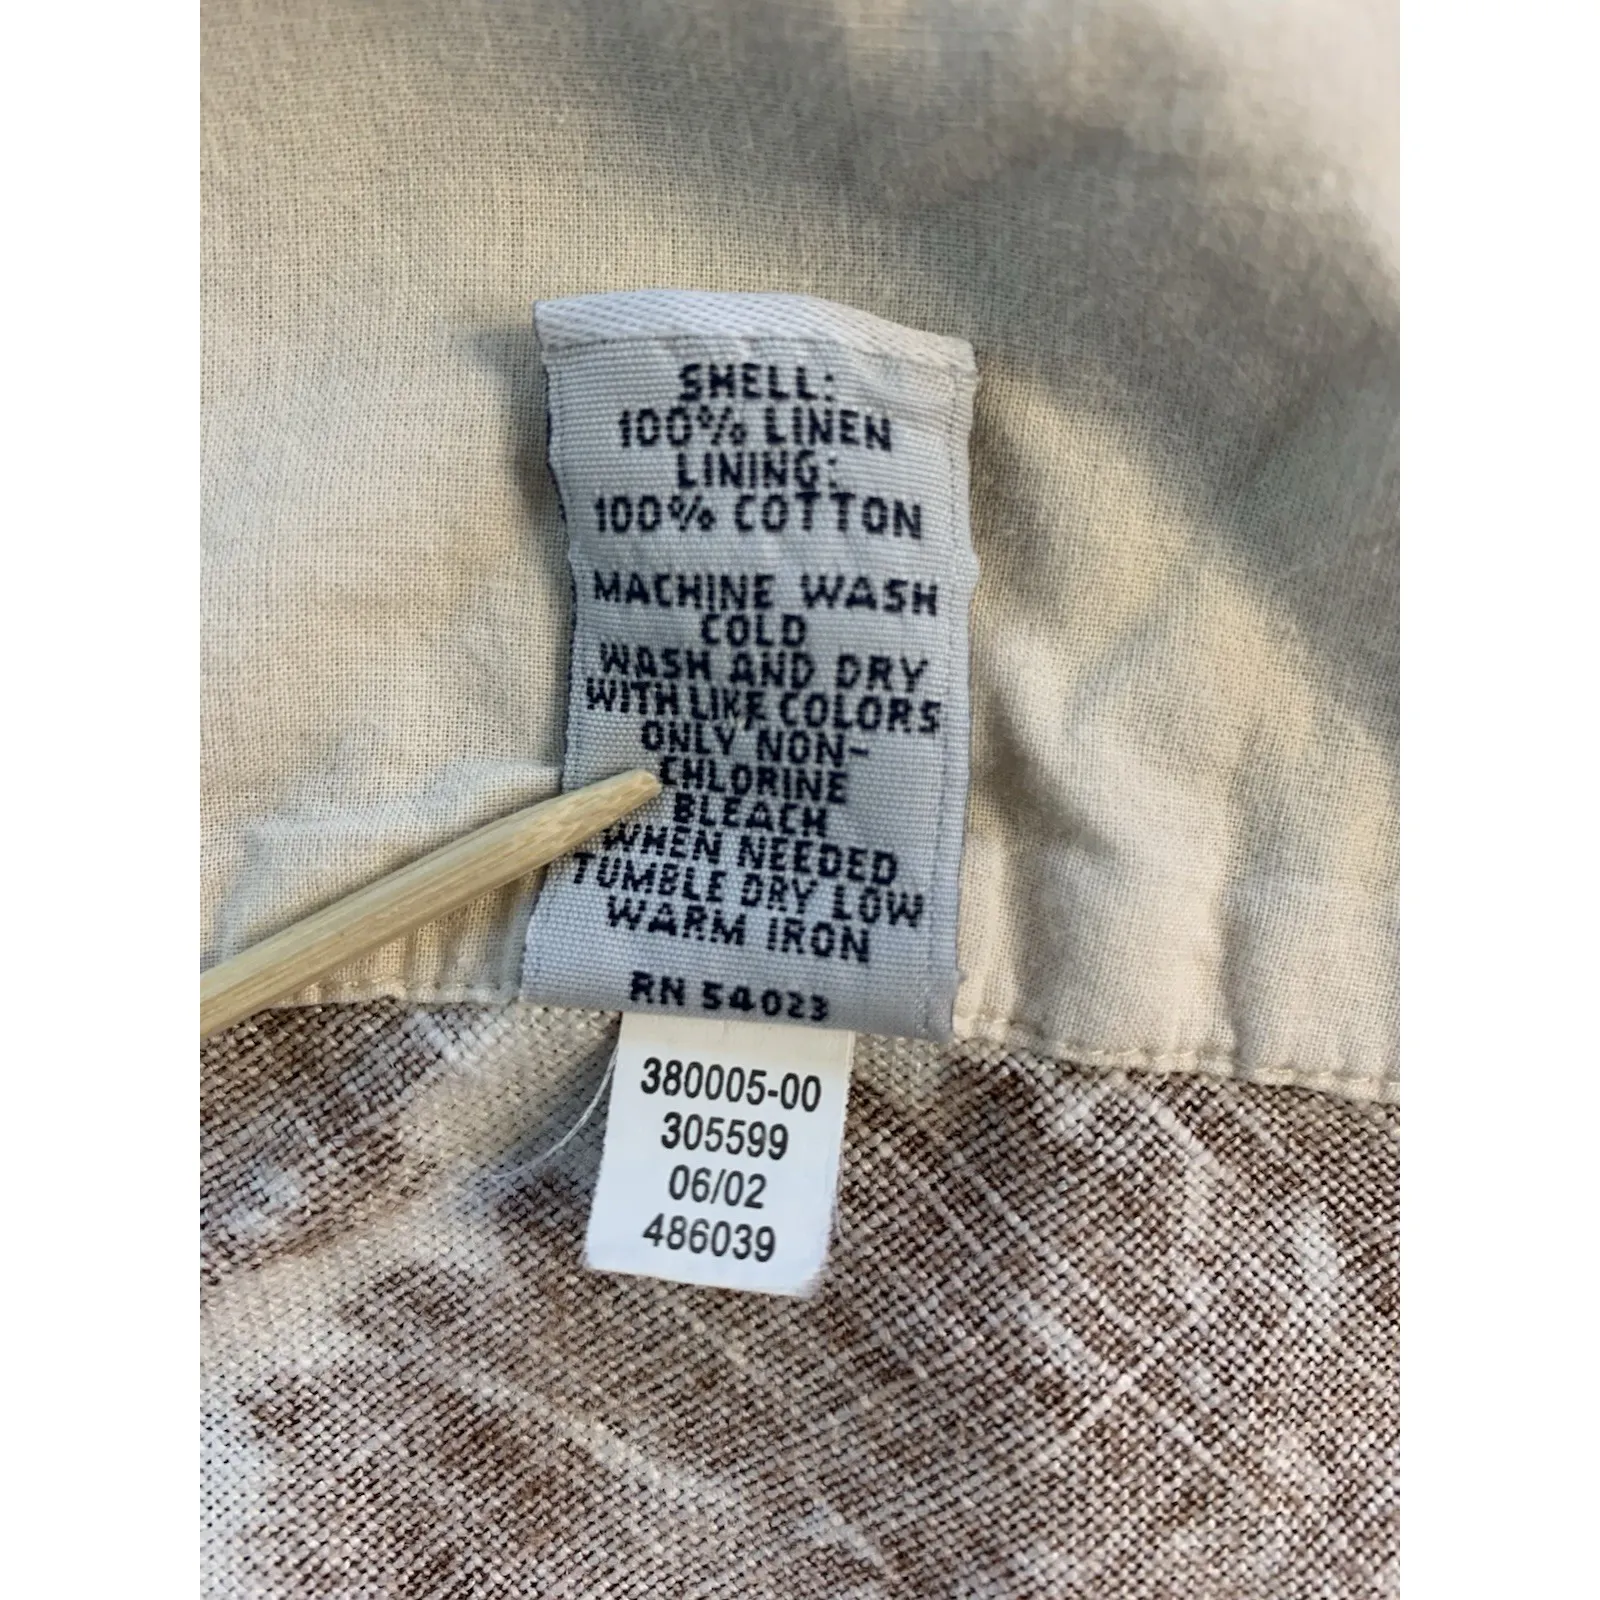 SHELL:
100% LINEN
LINING:
100% COTTON
MACHINE WASH
COLD
WASH AND DRY
WITH LIKE COLORS
ONLY NON-
CHLORINE
BLEACH
WHEN NEEDED
TUMBLE DRY LOW
WARM IRON
RN 54023
380005-00
305599
06/02
486039